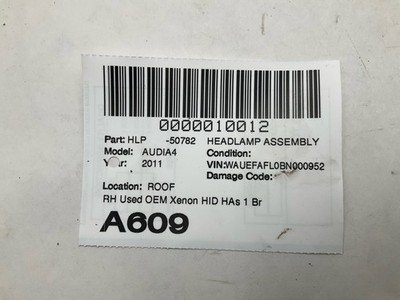 0000010012
Part: HLP -50782 HEADLAMP ASSEMBLY
Model: AUDIA4 Condition:
Year: 2011 VIN:WAUEFAFL0BN000952
Damage Code:
Location: ROOF
RH Used OEM Xenon HID HAs 1 Br
A609